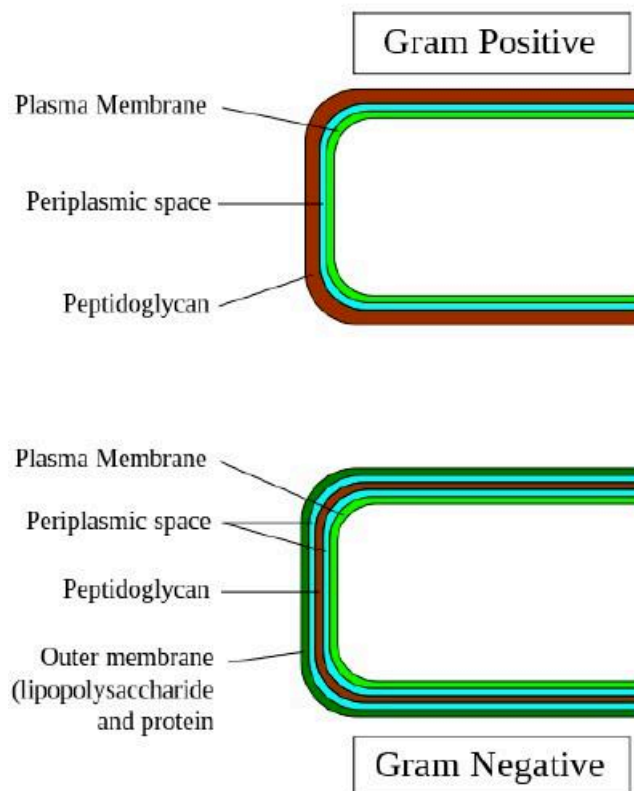 Gram Positive
Plasma Membrane
Periplasmic space
Peptidoglycan
Plasma Membrane
Periplasmic space
Peptidoglycan
Outer membrane
(lipopolysaccharide
and protein
Gram Negative